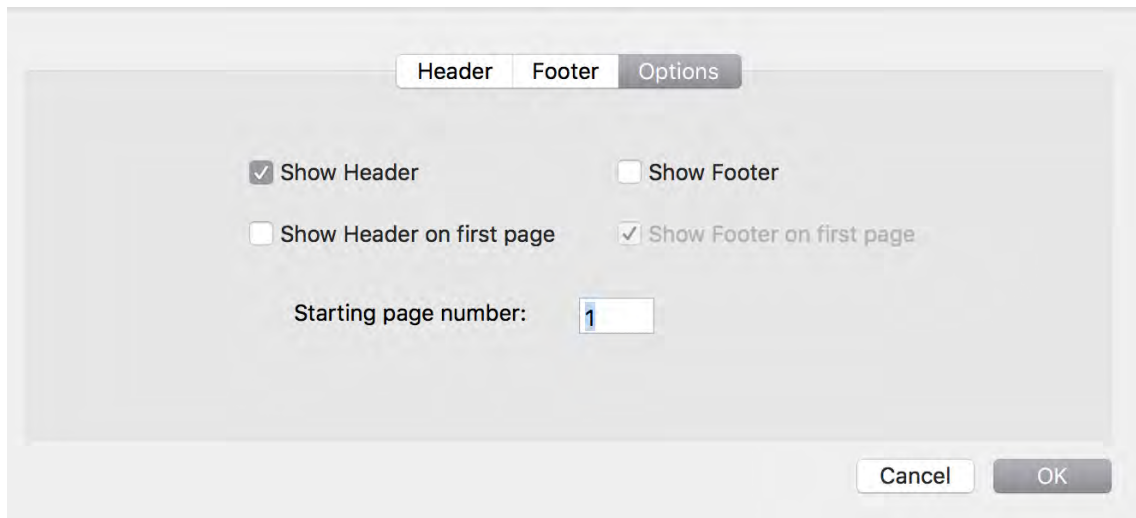 Header Footer Options
Show Header Show Footer
Show Header on first page Show Footer on first page
Starting page number: 1
Cancel OK